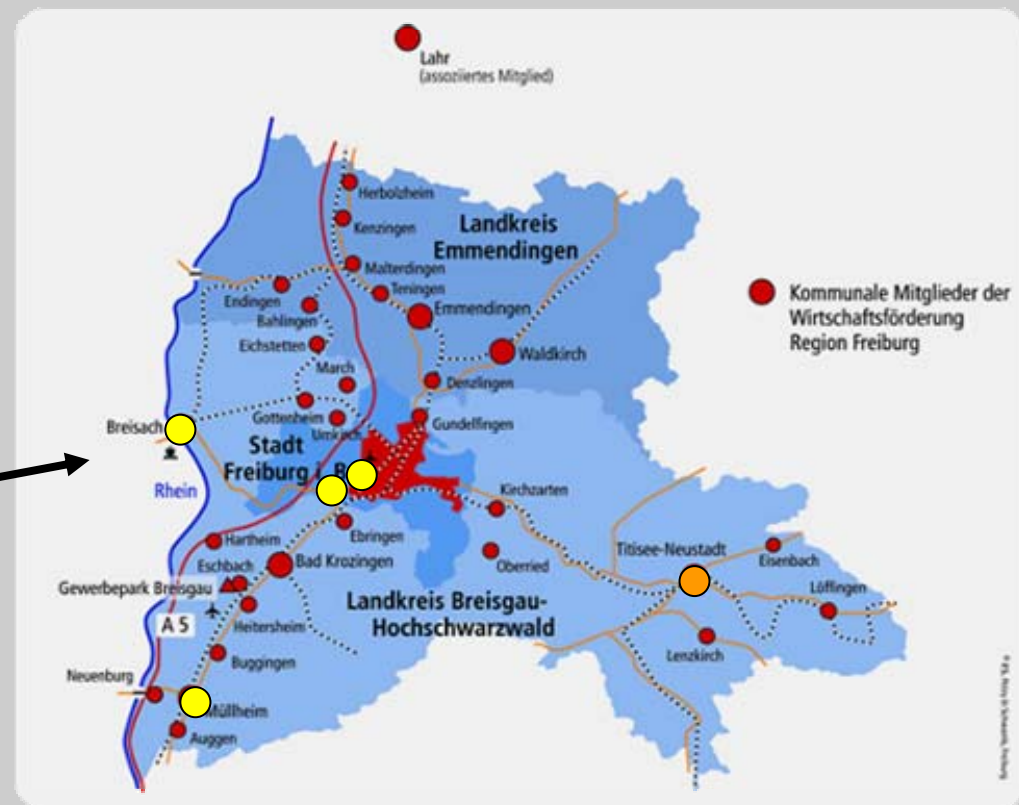 Lahr
(assoziiertes Mitglied)
Herbolzheim
Kenzingen
Landkreis
Emmendingen
Malterdingen
Teningen
Endingen
Bahlingen
Emmendingen
Kommunale Mitglieder der
Wirtschaftsförderung
Region Freiburg
Eichstetten
Waldkirch
March
Denzlingen
Gottenheim
Umkirch
Gundelfingen
Breisach
Stadt
Freiburg i. B
Rhein
Kirchzarten
Ebringen
Hartheim
Titisee-Neustadt
Eisenbach
Eschbach
Bad Krozingen
Oberried
Gewerbepark Breisgau
Löffingen
Heitersheim
Landkreis Breisgau-
Hochschwarzwald
A 5
Buggingen
Lenzkirch
Neuenburg
Müllheim
Auggen